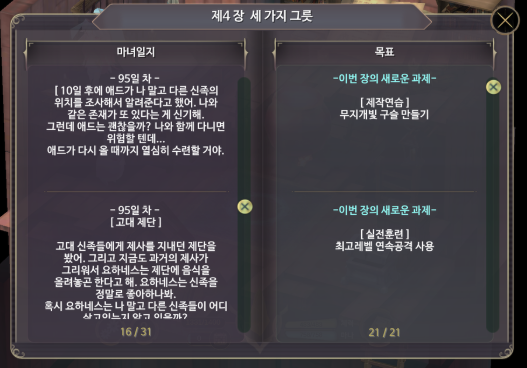 제4장 세 가지 그릇
마녀일지
- 95일 차 -
[ 10일 후에 애드가 나 말고 다른 신족의
위치를 조사해서 알려준다고 했어. 나와
같은 존재가 또 있다는 게 신기해.
그런데 애드는 괜찮을까? 나와 함께 다니면
위험할 텐데...
애드가 다시 올 때까지 열심히 수련할 거야.
- 95일 차 -
[ 고대 제단 ]
고대 신족들에게 제사를 지내던 제단을
봤어. 그리고 지금도 과거의 제사가
그리워서 요하네스는 제단에 음식을
올려놓곤 한다고 해. 요하네스는 신족을
정말로 좋아하나봐.
혹시 요하네스는 나 말고 다른 신족들이 어디
살고있는지 알고 있을까?
16 / 31
목표
-이번 장의 새로운 과제-
[ 제작연습 ]
무지개빛 구슬 만들기
-이번 장의 새로운 과제-
[ 실전훈련 ]
최고레벨 연속공격 사용
21 / 21